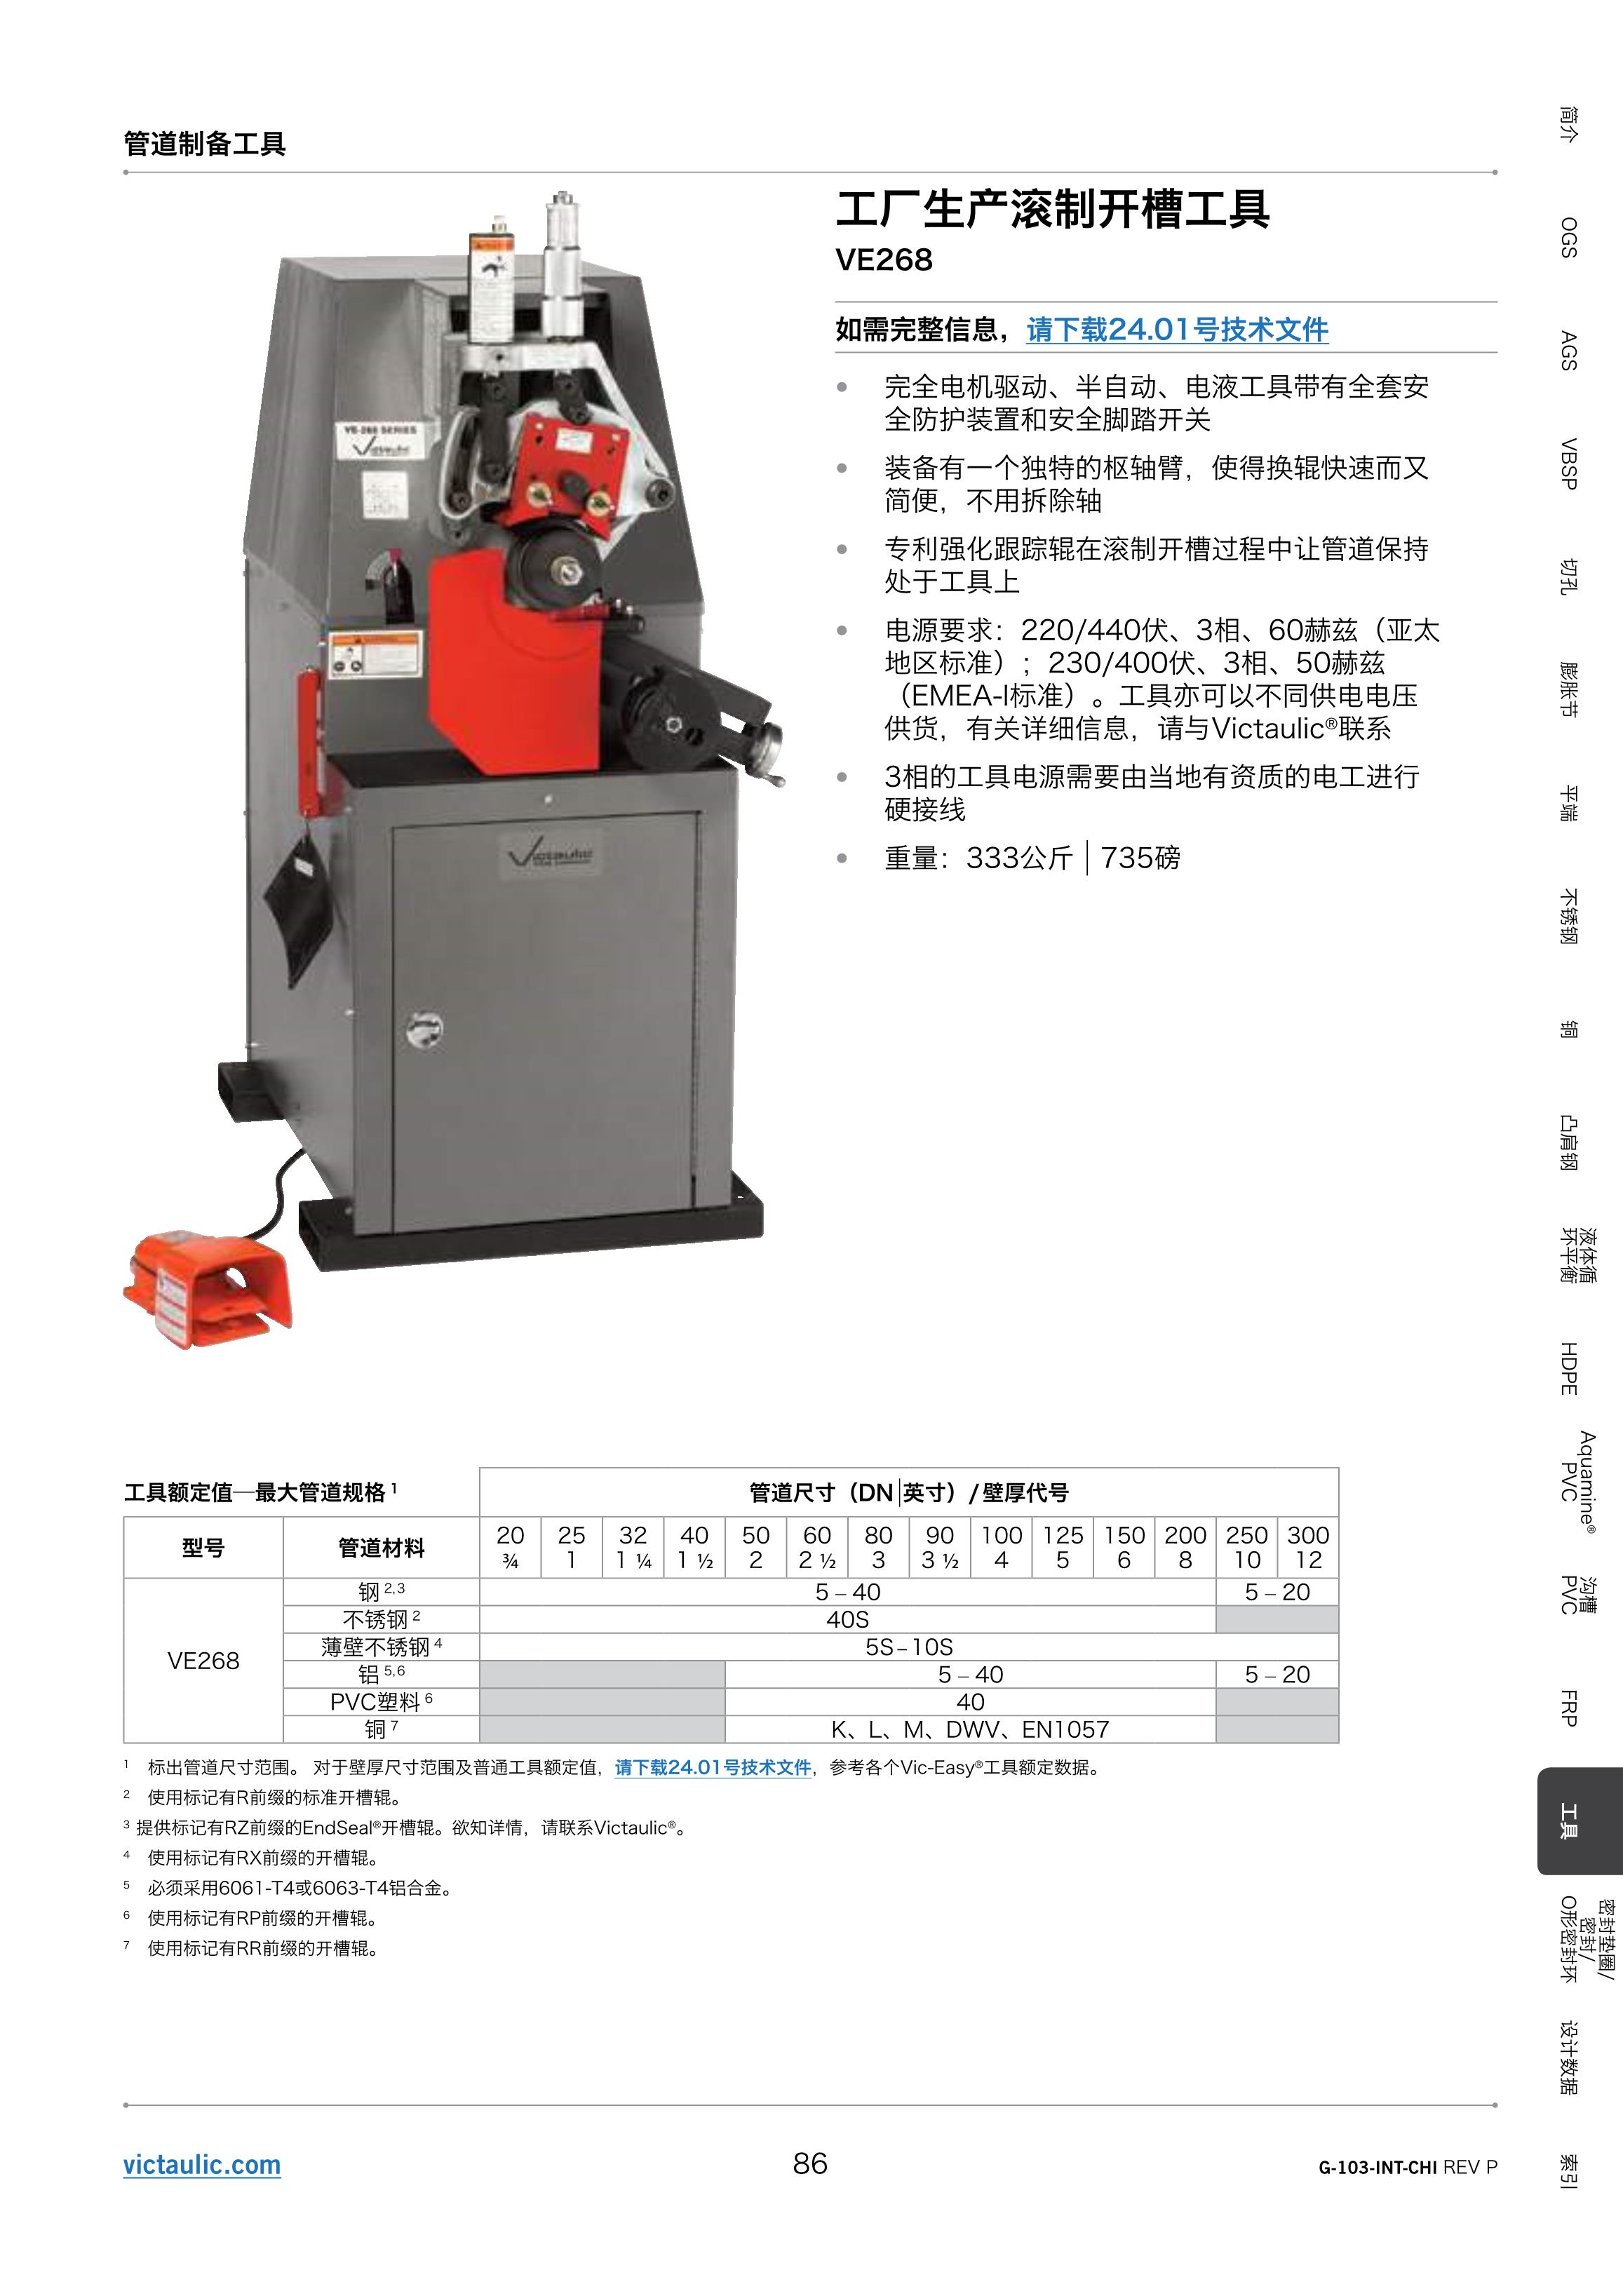 管道制备工具
工厂生产滚制开槽工具
VE268
如需完整信息，请下载24.01号技术文件
• 完全电机驱动、半自动、电液工具带有全套安
全防护装置和安全脚踏开关
• 装备有一个独特的枢轴臂，使得换辊快速而又
简便，不用拆除轴
• 专利强化跟踪辊在滚制开槽过程中让管道保持
处于工具上
• 电源要求：220/440伏、3相、60赫兹（亚太
地区标准）；230/400伏、3相、50赫兹
（EMEA-I标准）。工具亦可以不同供电电压
供货，有关详细信息，请与Victaulic®联系
• 3相的工具电源需要由当地有资质的电工进行
硬接线
• 重量：333公斤 | 735磅
VE-268 SERIES
Victaulic
Victaulic
工具额定值—最大管道规格 1
管道尺寸（DN|英寸）/ 壁厚代号
型号 管道材料 20 25 32 40 50 60 80 90 100 125 150 200 250 300
¾ 1 1 ¼ 1 ½ 2 2 ½ 3 3 ½ 4 5 6 8 10 12
VE268
钢 2,3 5 – 40 5 – 20
不锈钢 2 40S
薄壁不锈钢 4 5S – 10S
铝 5,6 5 – 40 5 – 20
PVC塑料 6 40
铜 7 K、L、M、DWV、EN1057
1 标出管道尺寸范围。 对于壁厚尺寸范围及普通工具额定值，请下载24.01号技术文件，参考各个Vic-Easy®工具额定数据。
2 使用标记有R前缀的标准开槽辊。
3 提供标记有RZ前缀的EndSeal®开槽辊。欲知详情，请联系Victaulic®。
4 使用标记有RX前缀的开槽辊。
5 必须采用6061-T4或6063-T4铝合金。
6 使用标记有RP前缀的开槽辊。
7 使用标记有RR前缀的开槽辊。
victaulic.com
86
G-103-INT-CHI REV P
简介
OGS
AGS
VBSP
切孔
膨胀节
平端
不锈钢
铜
凸肩钢
液体循
环平衡
HDPE
Aquamine®
PVC
沟槽
PVC
FRP
工具
密封垫圈/
密封/
O形密封环
设计数据
索引